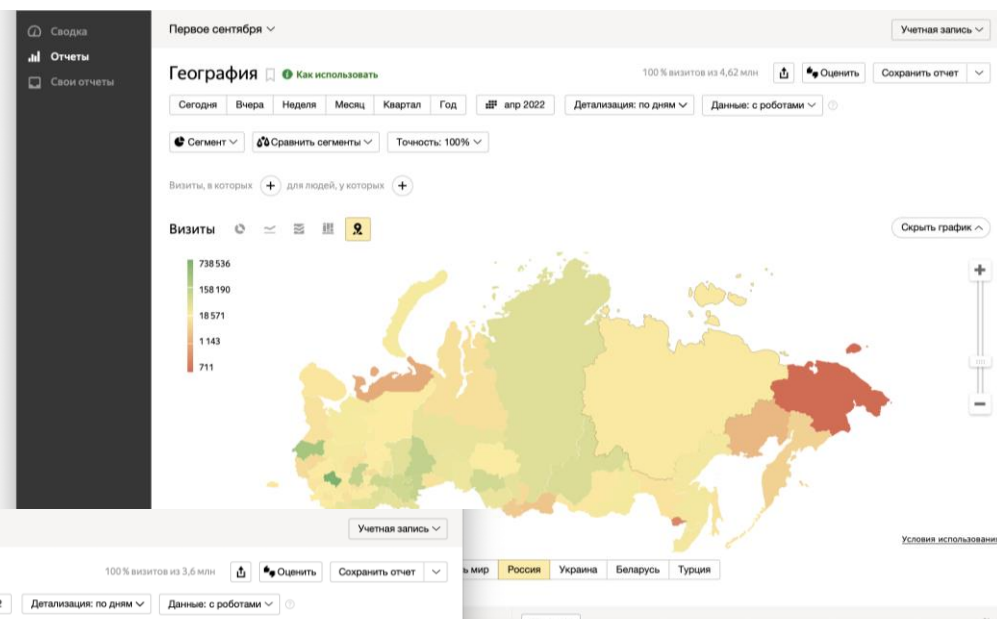 Сводка
Отчеты
Свои отчеты
Первое сентября
Учетная запись
География
Как использовать
100 % визитов из 4,62 млн
Оценить
Сохранить отчет
Сегодня Вчера Неделя Месяц Квартал Год апр 2022 Детализация: по дням Данные: с роботами
Сегмент Сравнить сегменты Точность: 100%
Визиты, в которых + для людей, у которых +
Визиты
Скрыть график
738 536
158 190
18 571
1 143
711
Условия использовани
ь мир Россия Украина Беларусь Турция
Учетная запись
100 % визитов из 3,6 млн
Оценить
Сохранить отчет
2 Детализация: по дням Данные: с роботами